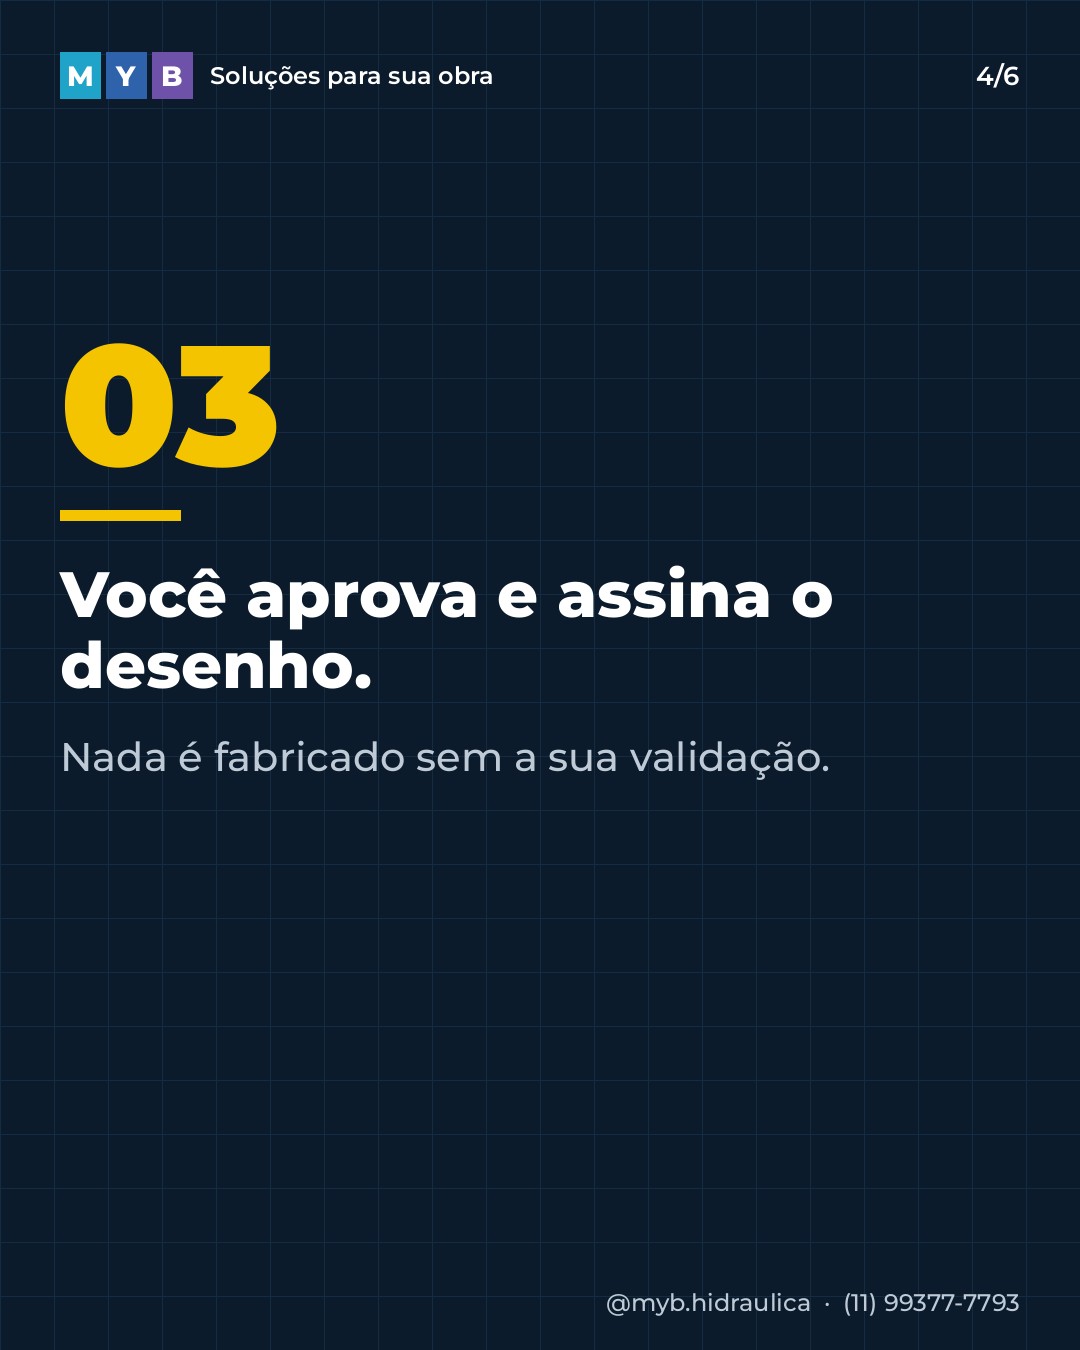 MYB Soluções para sua obra 4/6
03
Você aprova e assina o
desenho.
Nada é fabricado sem a sua validação.
@myb.hidraulica · (11) 99377-7793